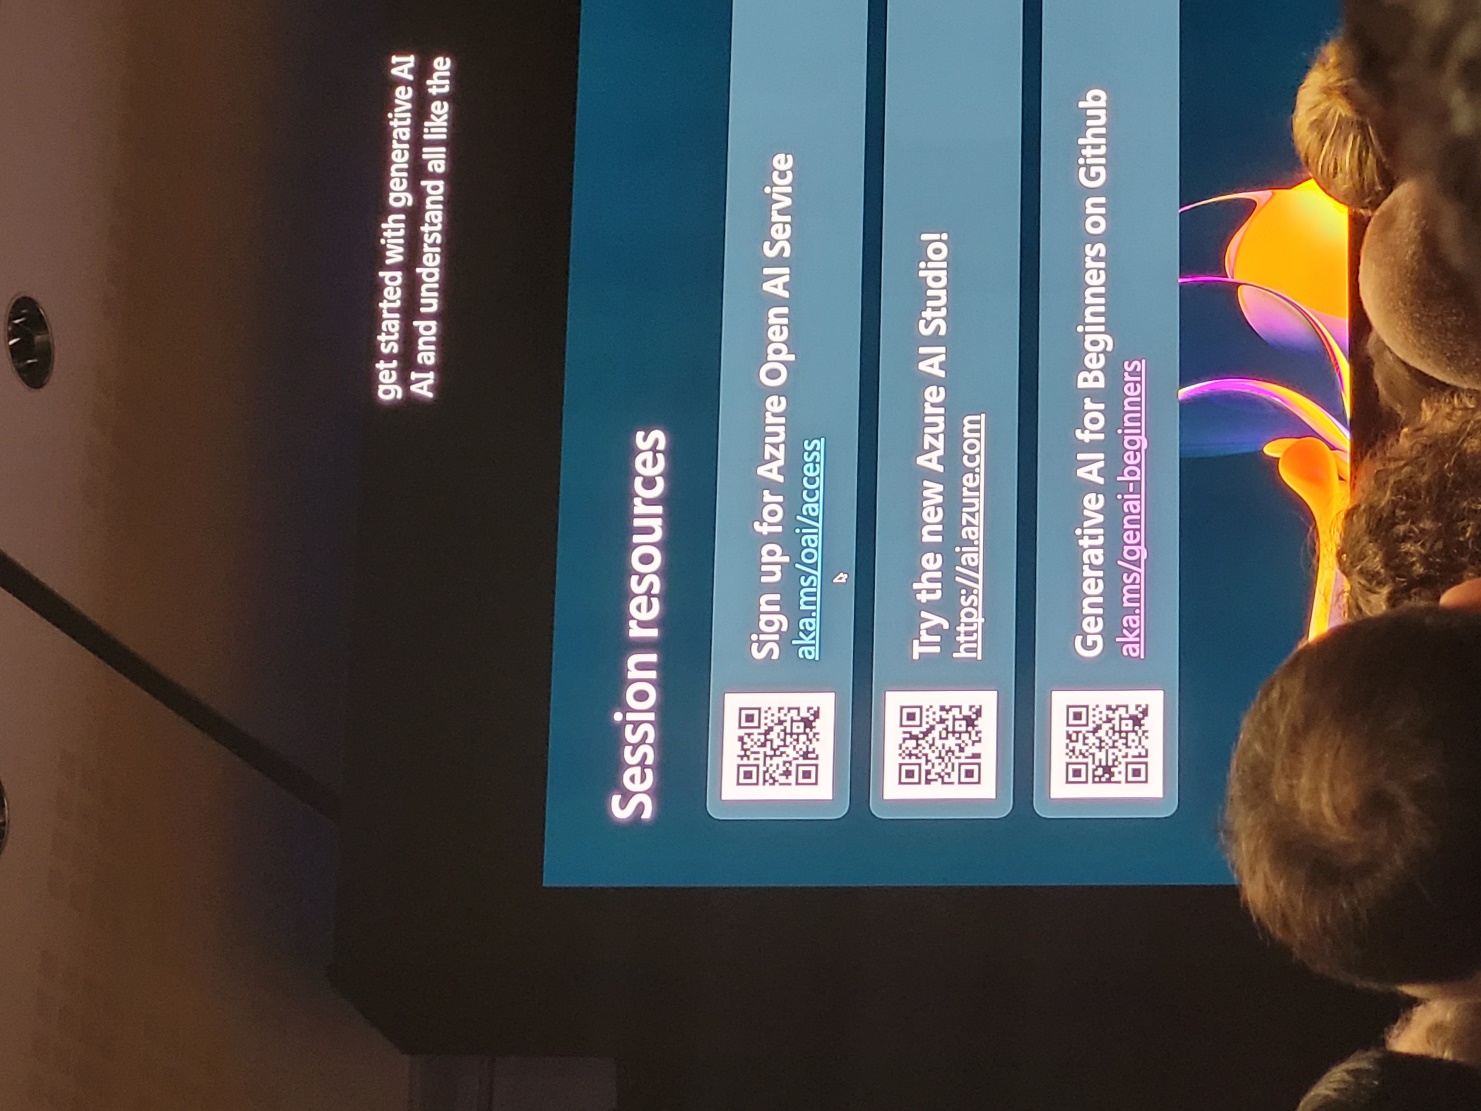 get started with generative AI
AI and understand all like the
Session resources
Sign up for Azure Open AI Service
aka.ms/oai/access
Try the new Azure AI Studio!
https://ai.azure.com
Generative AI for Beginners on Github
aka.ms/genai-beginners